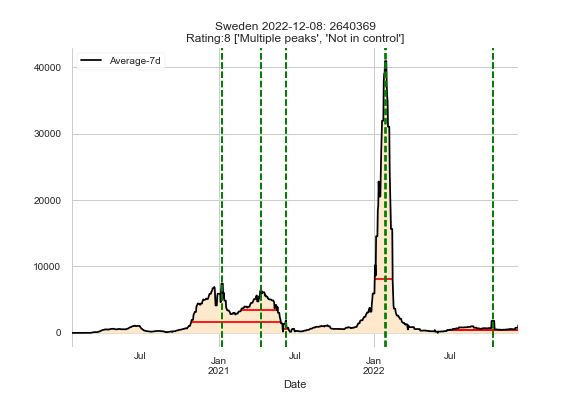 Sweden 2022-12-08: 2640369
Rating:8 ['Multiple peaks', 'Not in control']
Average-7d
40000
30000
20000
10000
0
Jul
Jan
2021
Jul
Jan
2022
Jul
Date